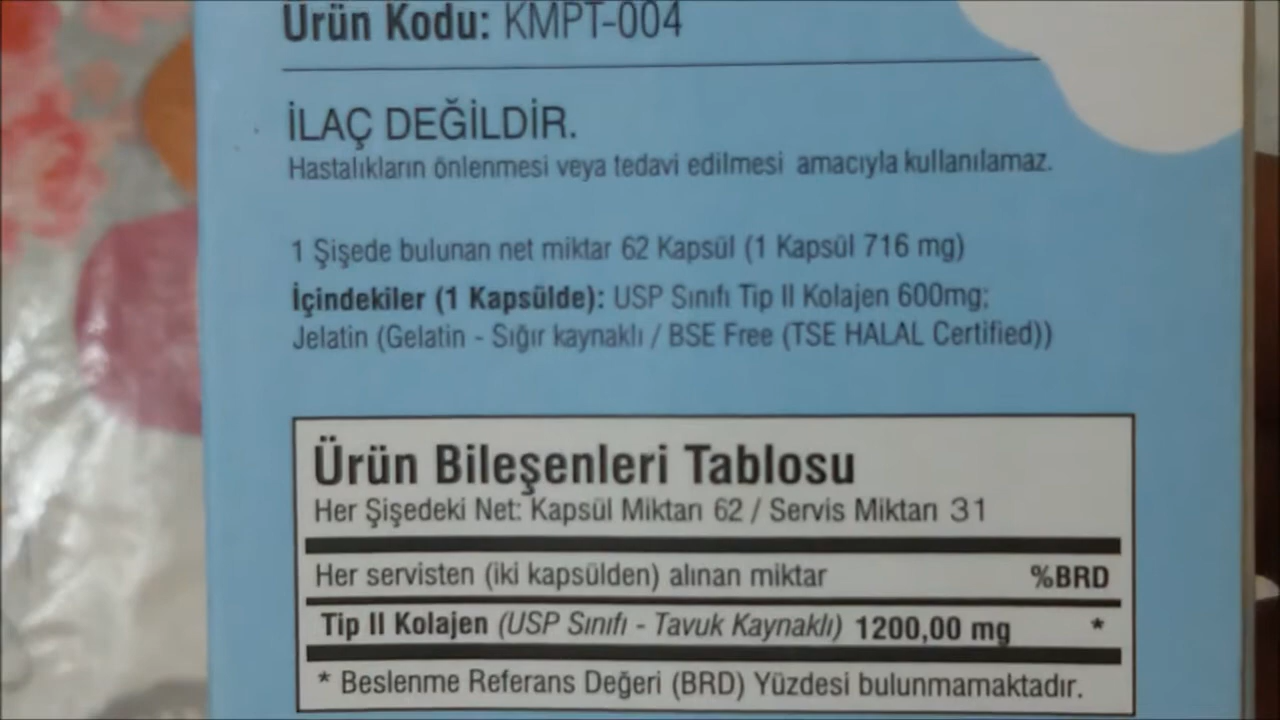 Ürün Kodu: KMPT-004
İLAÇ DEĞİLDİR.
Hastalıkların önlenmesi veya tedavi edilmesi amacıyla kullanılamaz.
1 Şişede bulunan net miktar 62 Kapsül (1 Kapsül 716 mg)
İçindekiler (1 Kapsülde): USP Sınıfı Tip II Kolajen 600mg;
Jelatin (Gelatin - Sığır kaynaklı / BSE Free (TSE HALAL Certified))
Ürün Bileşenleri Tablosu
Her Şişedeki Net: Kapsül Miktarı 62 / Servis Miktarı 31
Her servisten (iki kapsülden) alınan miktar %BRD
Tip II Kolajen (USP Sınıfı - Tavuk Kaynaklı) 1200,00 mg *
* Beslenme Referans Değeri (BRD) Yüzdesi bulunmamaktadır.